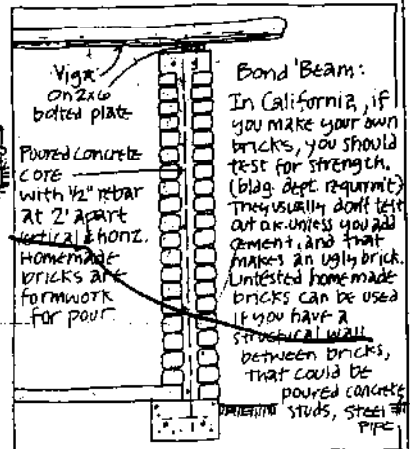 Viga
on 2x6
bolted plate
Poured concrete
core
with 1/2" rebar
at 2' apart
vertical & horiz.
Homemade
bricks are
formwork
for pour
Bond Beam:
In California, if
you make your own
bricks, you should
test for strength.
(bldg. dept. requirmt)
They usually don't test
out o.k. unless you add
cement, and that
makes an ugly brick.
Untested homemade
bricks can be used
if you have a
structural wall
between bricks,
that could be
poured concrete
studs, steel
pipe